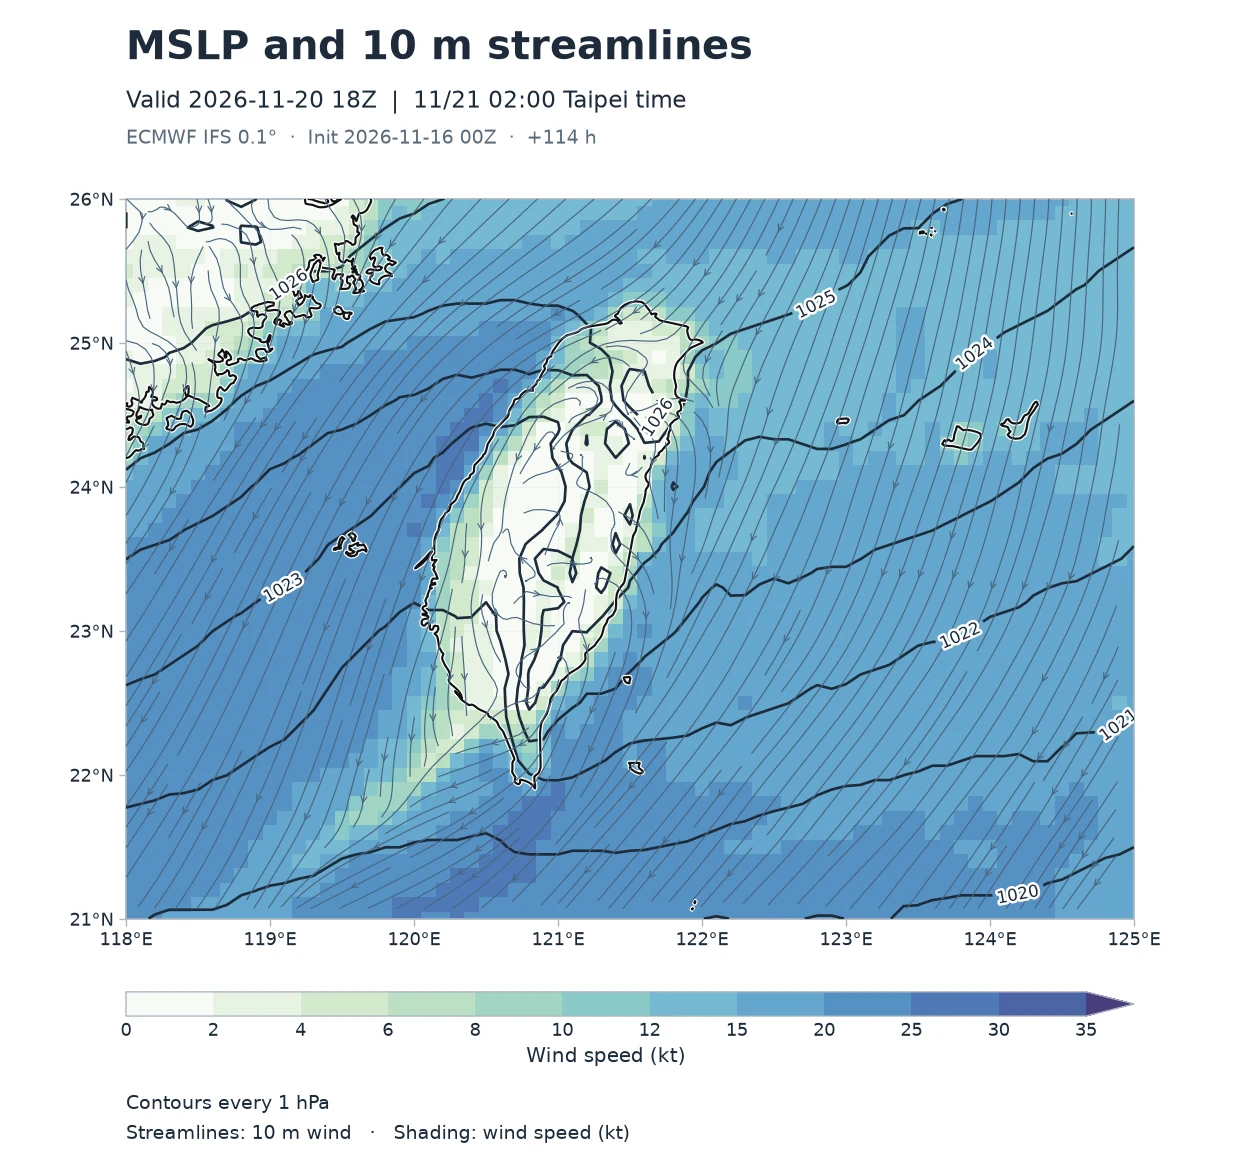 MSLP and 10 m streamlines
Valid 2026-11-20 18Z | 11/21 02:00 Taipei time
ECMWF IFS 0.1° · Init 2026-11-16 00Z · +114 h
26°N
25°N
24°N
23°N
22°N
21°N
1026
1025
1024
1026
1023
1022
1021
1020
118°E 119°E 120°E 121°E 122°E 123°E 124°E 125°E
0 2 4 6 8 10 12 15 20 25 30 35
Wind speed (kt)
Contours every 1 hPa
Streamlines: 10 m wind · Shading: wind speed (kt)